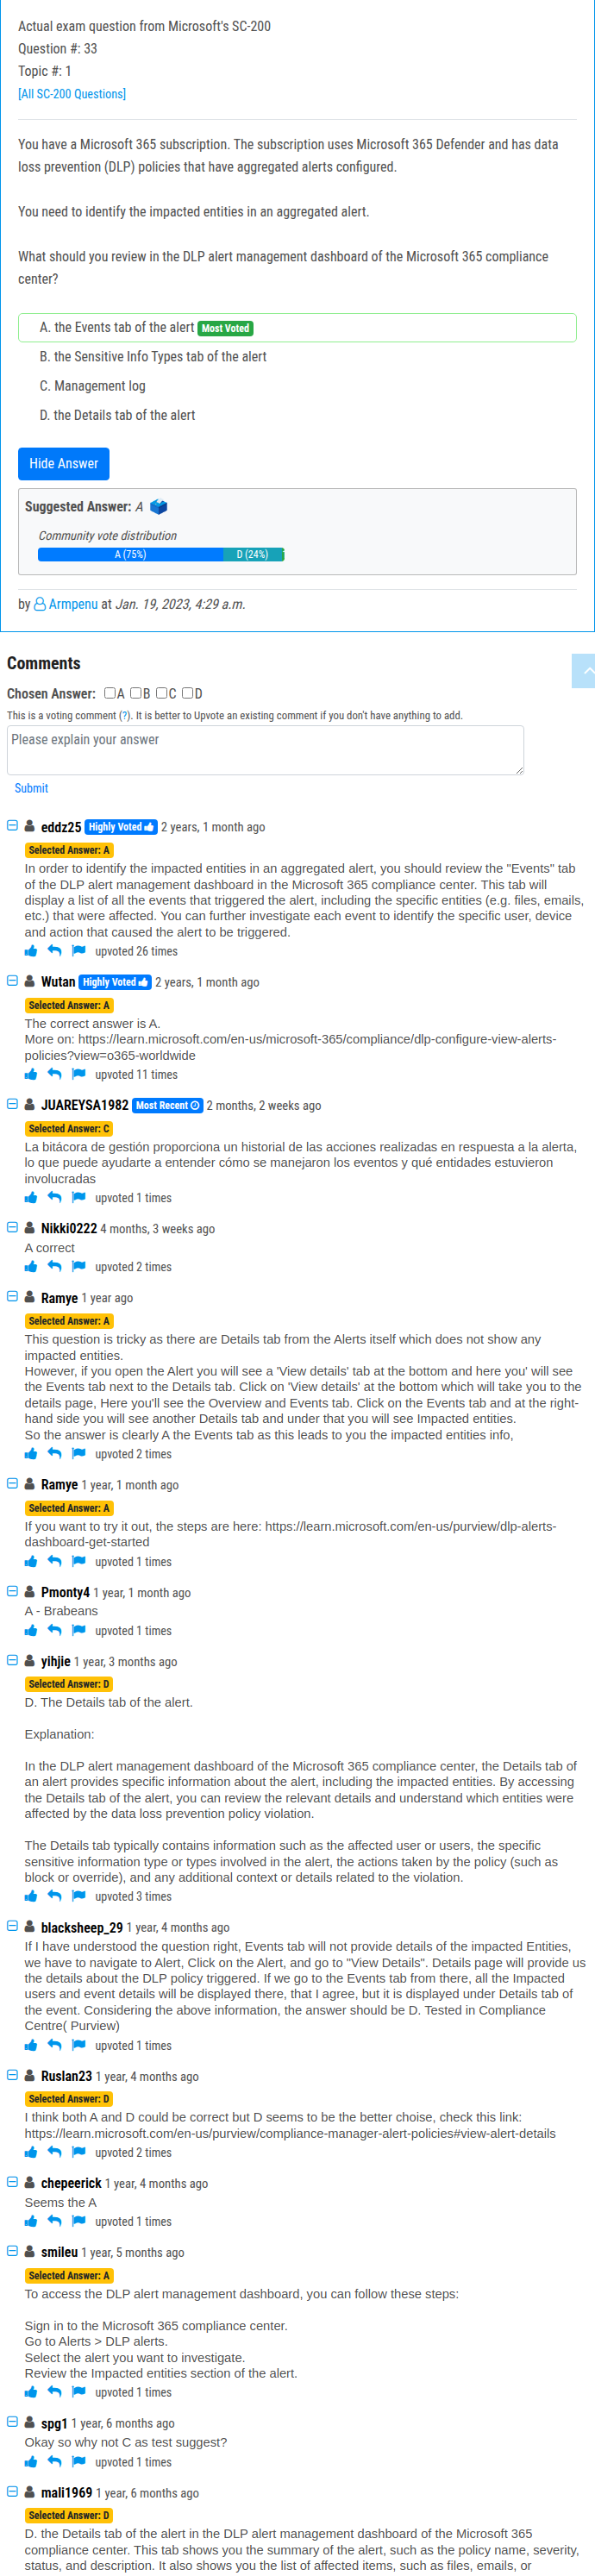 Actual exam question from Microsoft's SC-200
Question #: 33
Topic #: 1
[All SC-200 Questions]
You have a Microsoft 365 subscription. The subscription uses Microsoft 365 Defender and has data
loss prevention (DLP) policies that have aggregated alerts configured.
You need to identify the impacted entities in an aggregated alert.
What should you review in the DLP alert management dashboard of the Microsoft 365 compliance
center?
A. the Events tab of the alert Most Voted
B. the Sensitive Info Types tab of the alert
C. Management log
D. the Details tab of the alert
Hide Answer
Suggested Answer: A
Community vote distribution
A (75%) D (24%)
by Armpenu at Jan. 19, 2023, 4:29 a.m.
Comments
Chosen Answer: A B C D
This is a voting comment (?). It is better to Upvote an existing comment if you don't have anything to add.
Please explain your answer
Submit
eddz25 Highly Voted 2 years, 1 month ago
Selected Answer: A
In order to identify the impacted entities in an aggregated alert, you should review the "Events" tab
of the DLP alert management dashboard in the Microsoft 365 compliance center. This tab will
display a list of all the events that triggered the alert, including the specific entities (e.g. files, emails,
etc.) that were affected. You can further investigate each event to identify the specific user, device
and action that caused the alert to be triggered.
upvoted 26 times
Wutan Highly Voted 2 years, 1 month ago
Selected Answer: A
The correct answer is A.
More on: https://learn.microsoft.com/en-us/microsoft-365/compliance/dlp-configure-view-alerts-
policies?view=o365-worldwide
upvoted 11 times
JUAREYSA1982 Most Recent 2 months, 2 weeks ago
Selected Answer: C
La bitácora de gestión proporciona un historial de las acciones realizadas en respuesta a la alerta,
lo que puede ayudarte a entender cómo se manejaron los eventos y qué entidades estuvieron
involucradas
upvoted 1 times
Nikki0222 4 months, 3 weeks ago
A correct
upvoted 2 times
Ramye 1 year ago
Selected Answer: A
This question is tricky as there are Details tab from the Alerts itself which does not show any
impacted entities.
However, if you open the Alert you will see a 'View details' tab at the bottom and here you' will see
the Events tab next to the Details tab. Click on 'View details' at the bottom which will take you to the
details page, Here you'll see the Overview and Events tab. Click on the Events tab and at the right-
hand side you will see another Details tab and under that you will see Impacted entities.
So the answer is clearly A the Events tab as this leads to you the impacted entities info,
upvoted 2 times
Ramye 1 year, 1 month ago
Selected Answer: A
If you want to try it out, the steps are here: https://learn.microsoft.com/en-us/purview/dlp-alerts-
dashboard-get-started
upvoted 1 times
Pmonty4 1 year, 1 month ago
A - Brabeans
upvoted 1 times
yihjie 1 year, 3 months ago
Selected Answer: D
D. The Details tab of the alert.
Explanation:
In the DLP alert management dashboard of the Microsoft 365 compliance center, the Details tab of
an alert provides specific information about the alert, including the impacted entities. By accessing
the Details tab of the alert, you can review the relevant details and understand which entities were
affected by the data loss prevention policy violation.
The Details tab typically contains information such as the affected user or users, the specific
sensitive information type or types involved in the alert, the actions taken by the policy (such as
block or override), and any additional context or details related to the violation.
upvoted 3 times
blacksheep_29 1 year, 4 months ago
If I have understood the question right, Events tab will not provide details of the impacted Entities,
we have to navigate to Alert, Click on the Alert, and go to "View Details". Details page will provide us
the details about the DLP policy triggered. If we go to the Events tab from there, all the Impacted
users and event details will be displayed there, that I agree, but it is displayed under Details tab of
the event. Considering the above information, the answer should be D. Tested in Compliance
Centre( Purview)
upvoted 1 times
Ruslan23 1 year, 4 months ago
Selected Answer: D
I think both A and D could be correct but D seems to be the better choise, check this link:
https://learn.microsoft.com/en-us/purview/compliance-manager-alert-policies#view-alert-details
upvoted 2 times
chepeerick 1 year, 4 months ago
Seems the A
upvoted 1 times
smileu 1 year, 5 months ago
Selected Answer: A
To access the DLP alert management dashboard, you can follow these steps:
Sign in to the Microsoft 365 compliance center.
Go to Alerts > DLP alerts.
Select the alert you want to investigate.
Review the Impacted entities section of the alert.
upvoted 1 times
spg1 1 year, 6 months ago
Okay so why not C as test suggest?
upvoted 1 times
mali1969 1 year, 6 months ago
Selected Answer: D
D. the Details tab of the alert in the DLP alert management dashboard of the Microsoft 365
compliance center. This tab shows you the summary of the alert, such as the policy name, severity,
status, and description. It also shows you the list of affected items, such as files, emails, or